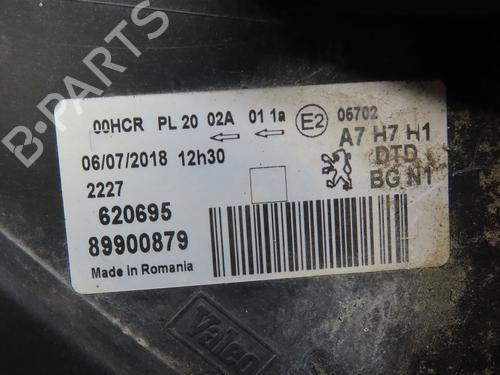 B-PARTS
00HCR PL 20 02A 01 1a E2 05702
A7 H7 H1
06/07/2018 12h30 DTD
2227 BG N1
620695
89900879
Made in Romania
Valeo